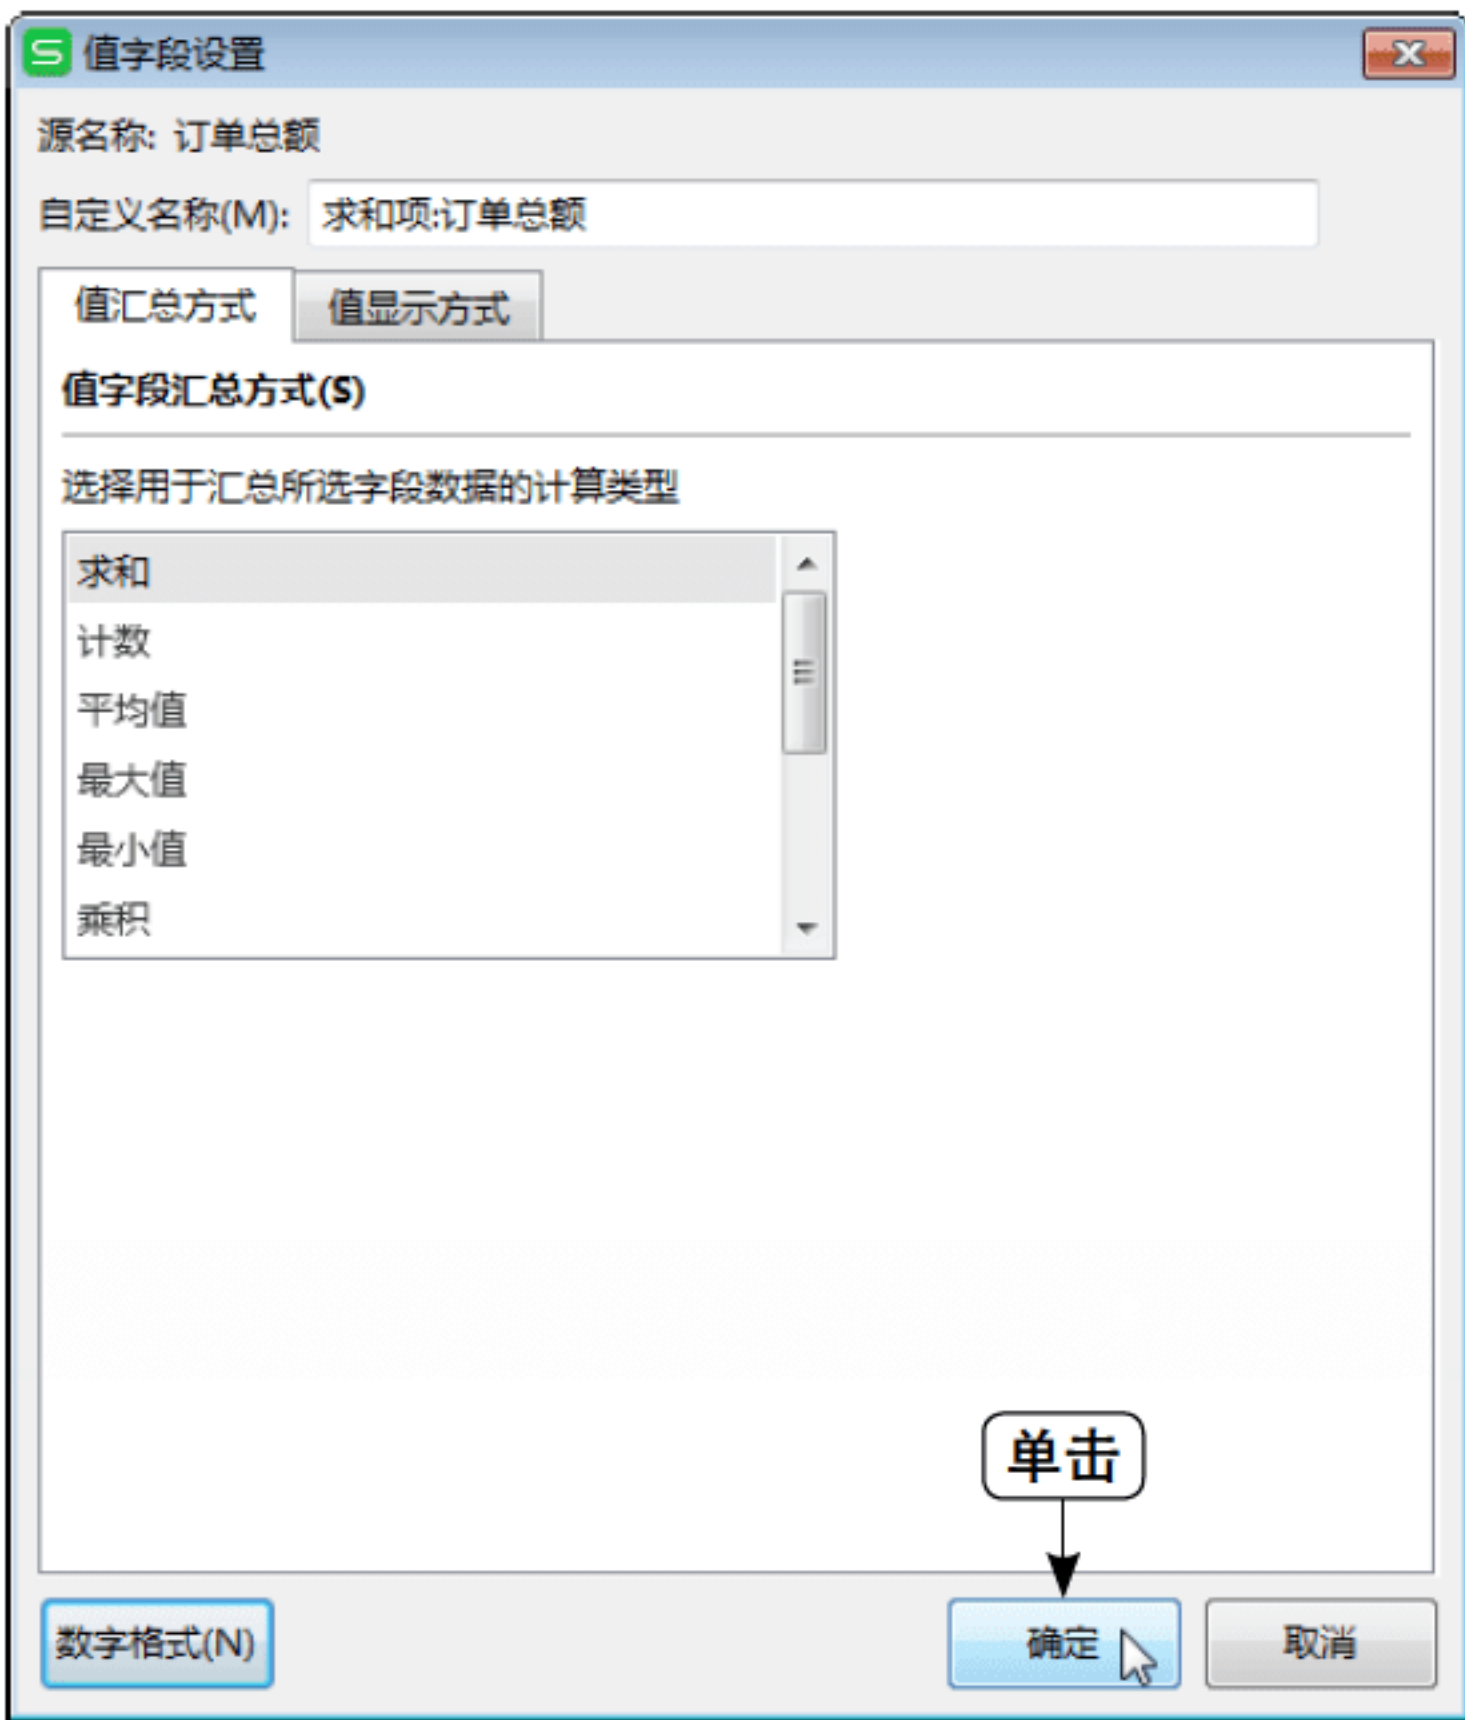 值字段设置
源名称: 订单总额
自定义名称(M): 求和项:订单总额
值汇总方式 值显示方式
值字段汇总方式(S)
选择用于汇总所选字段数据的计算类型
求和
计数
平均值
最大值
最小值
乘积
单击
数字格式(N) 确定 取消